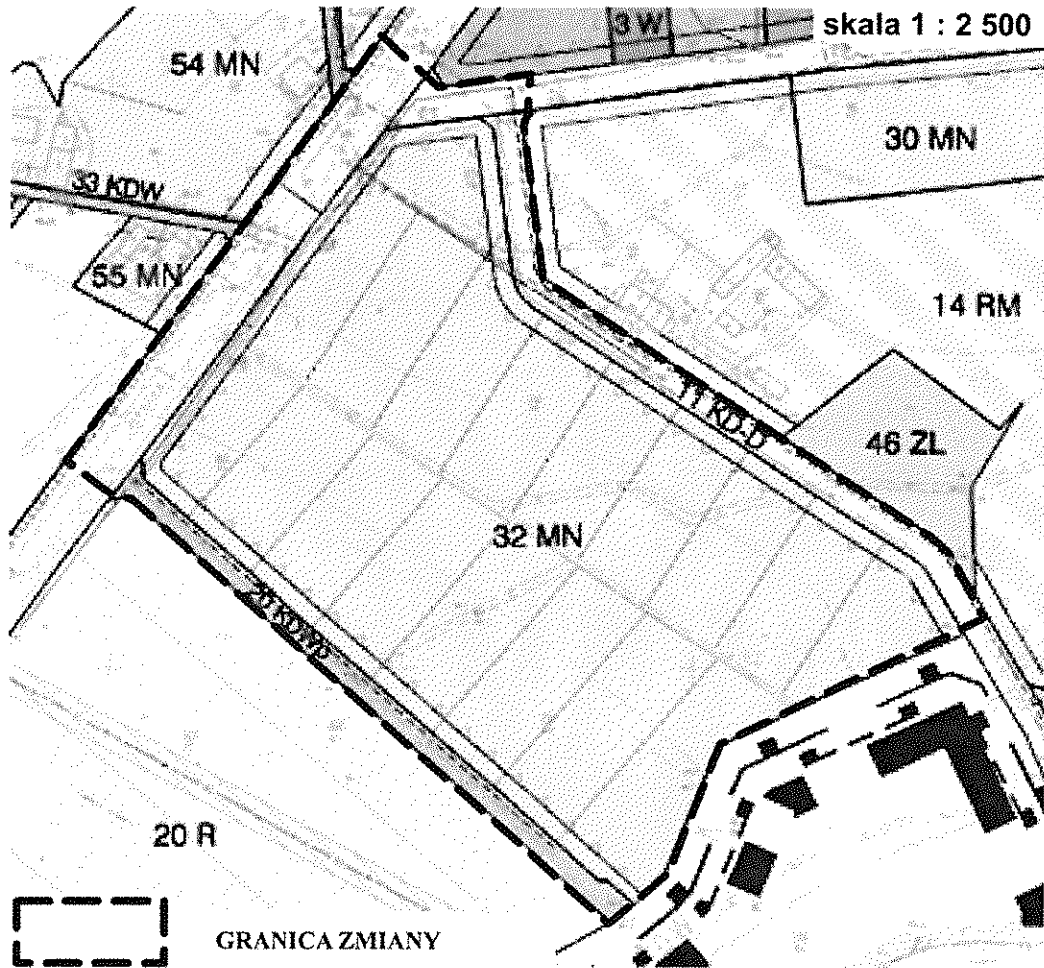 skala 1 : 2 500
3 W
54 MN
30 MN
33 KDW
55 MN
14 RM
11 KD-D
46 ZL
32 MN
20 R
GRANICA ZMIANY